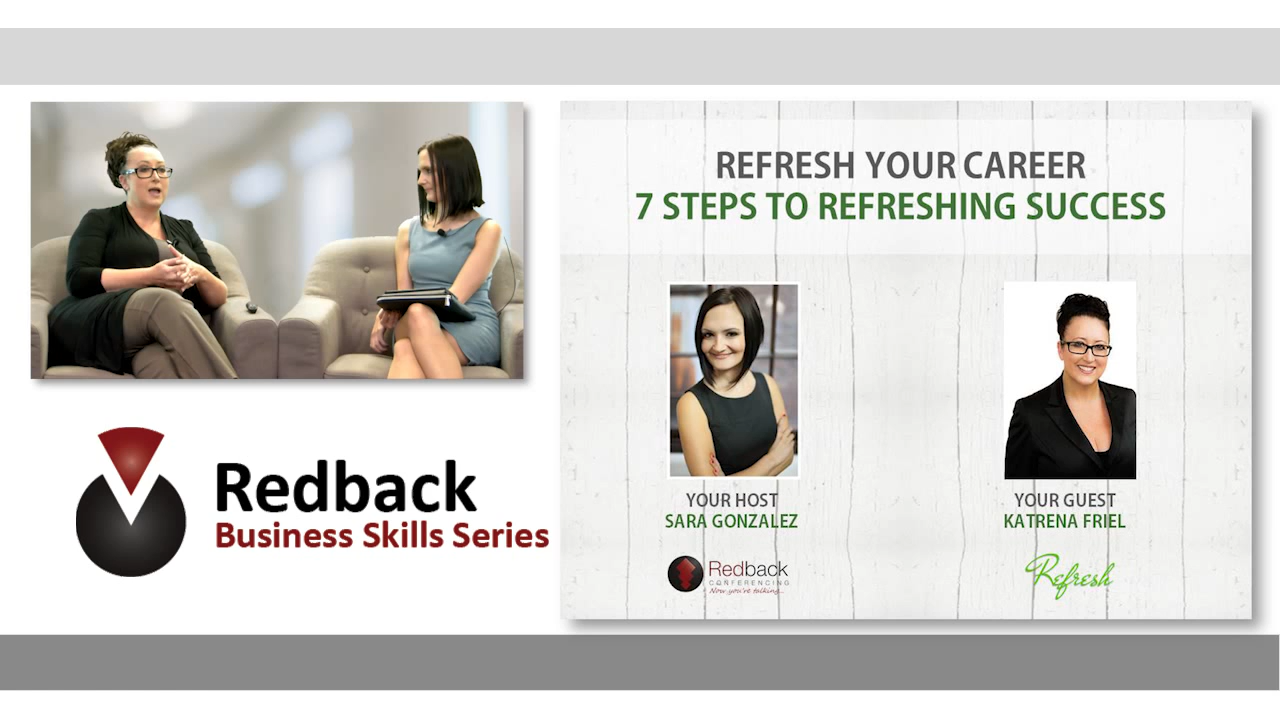 REFRESH YOUR CAREER
7 STEPS TO REFRESHING SUCCESS
Redback
Business Skills Series
YOUR HOST
SARA GONZALEZ
YOUR GUEST
KATRENA FRIEL
Redback
CONFERENCING
Now you're talking...
Refresh